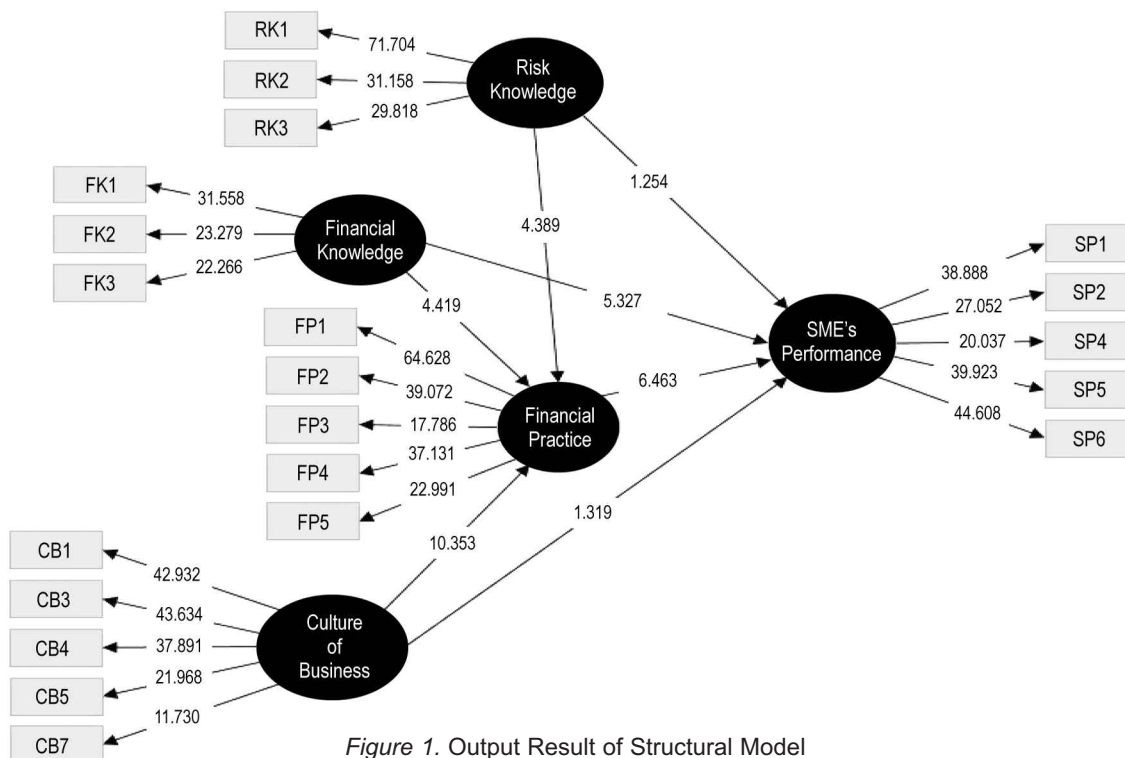 RK1
71.704
Risk
Knowledge
RK2
31.158
RK3
29.818
1.254
FK1
31.558
Financial
Knowledge
FK2
23.279
FK3
22.266
4.389
4.419
5.327
SP1
38.888
SP2
27.052
SME's
Performance
SP4
20.037
SP5
39.923
SP6
44.608
FP1
64.628
FP2
39.072
Financial
Practice
6.463
FP3
17.786
FP4
37.131
FP5
22.991
10.353
1.319
CB1
42.932
CB3
43.634
Culture
of
Business
CB4
37.891
CB5
21.968
CB7
11.730
Figure 1. Output Result of Structural Model